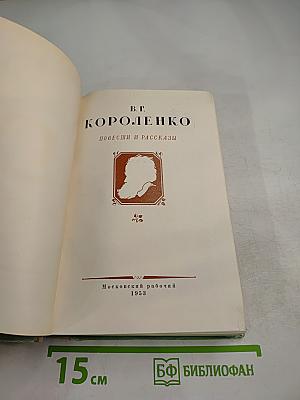 В. Г.
КОРОЛЕНКО
ПОВЕСТИ И РАССКАЗЫ
Московский рабочий
1953
15 см
БФ БИБЛИОФАН